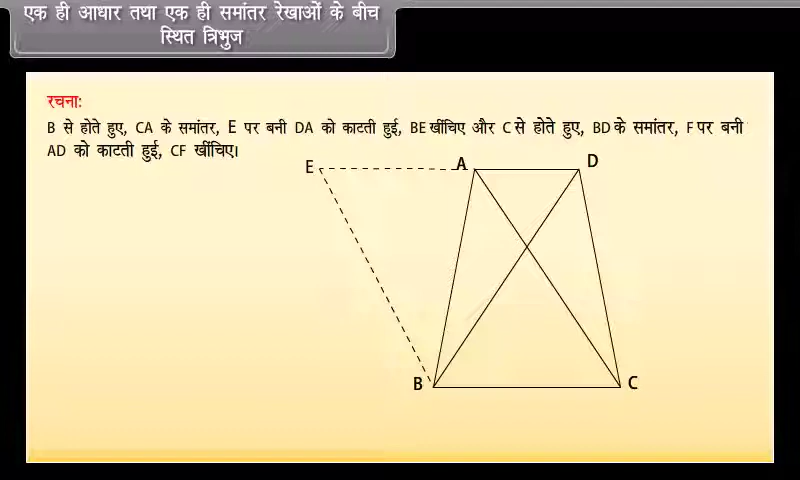 एक ही आधार तथा एक ही समांतर रेखाओं के बीच
स्थित त्रिभुज
रचना:
B से होते हुए, CA के समांतर, E पर बनी DA को काटती हुई, BE खींचिए और C से होते हुए, BD के समांतर, F पर बनी
AD को काटती हुई, CF खींचिए।
E A D
B C